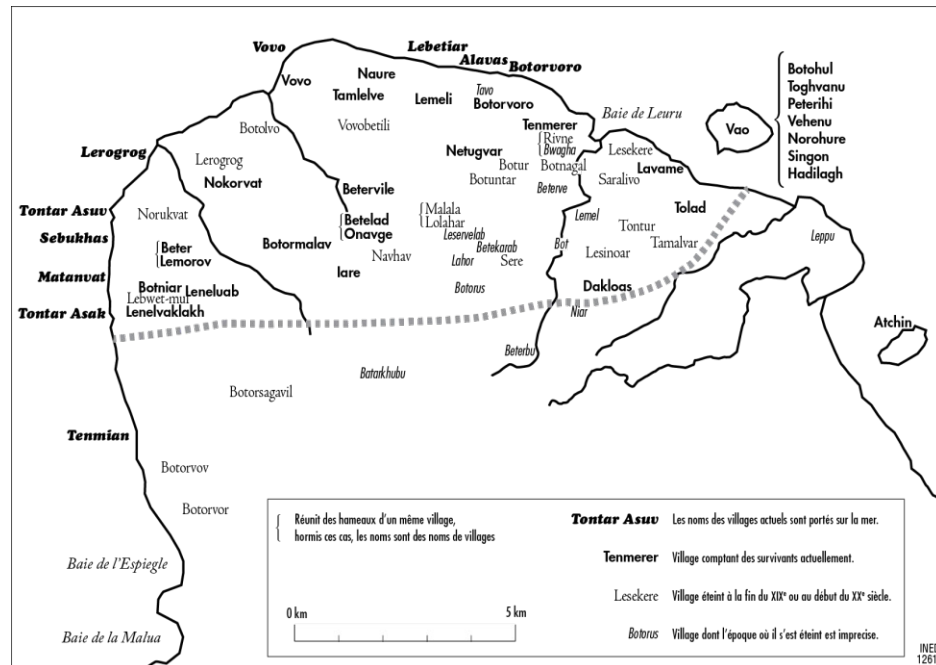 Vovo
Lebetiar
Alavas
Botorvoro
Botohul
Toghvanu
Peterihi
Vehenu
Norohure
Singon
Hadilagh
Vovo
Naure
Tamlelve
Lemeli
Tavo
Botorvoro
Baie de Leuru
Vao
Botolvo
Vovobetili
Tenmerer
Rivne
Bwagha
Lesekere
Lerogrog
Lerogrog
Netugvar
Botur
Botnagal
Lavame
Nokorvat
Betervile
Botuntar
Beterve
Saralivo
Tontar Asuv
Norukvat
Betelad
Onavge
Malala
Lolahar
Lemel
Tolad
Tontur
Sebukhas
Beter
Lemorov
Botormalav
Leservelab
Betekarab
Bot
Tamalvar
Leppu
Navhav
Lahor
Sere
Lesinoar
Matanvat
Iare
Botniar
Leneluab
Lebwet-mul
Botorus
Dakloas
Tontar Asak
Lenelvaklakh
Niar
Atchin
Beterbu
Batarkhubu
Botorsagavil
Tenmian
Botorvov
Botorvor
Baie de l'Espiegle
Baie de la Malua
Réunit des hameaux d'un même village,
hormis ces cas, les noms sont des noms de villages
0 km
5 km
Tontar Asuv Les noms des villages actuels sont portés sur la mer.
Tenmerer Village comptant des survivants actuellement.
Lesekere Village éteint à la fin du XIXe ou au début du XXe siècle.
Botorus Village dont l'époque où il s'est éteint est imprecise.
INED
1261